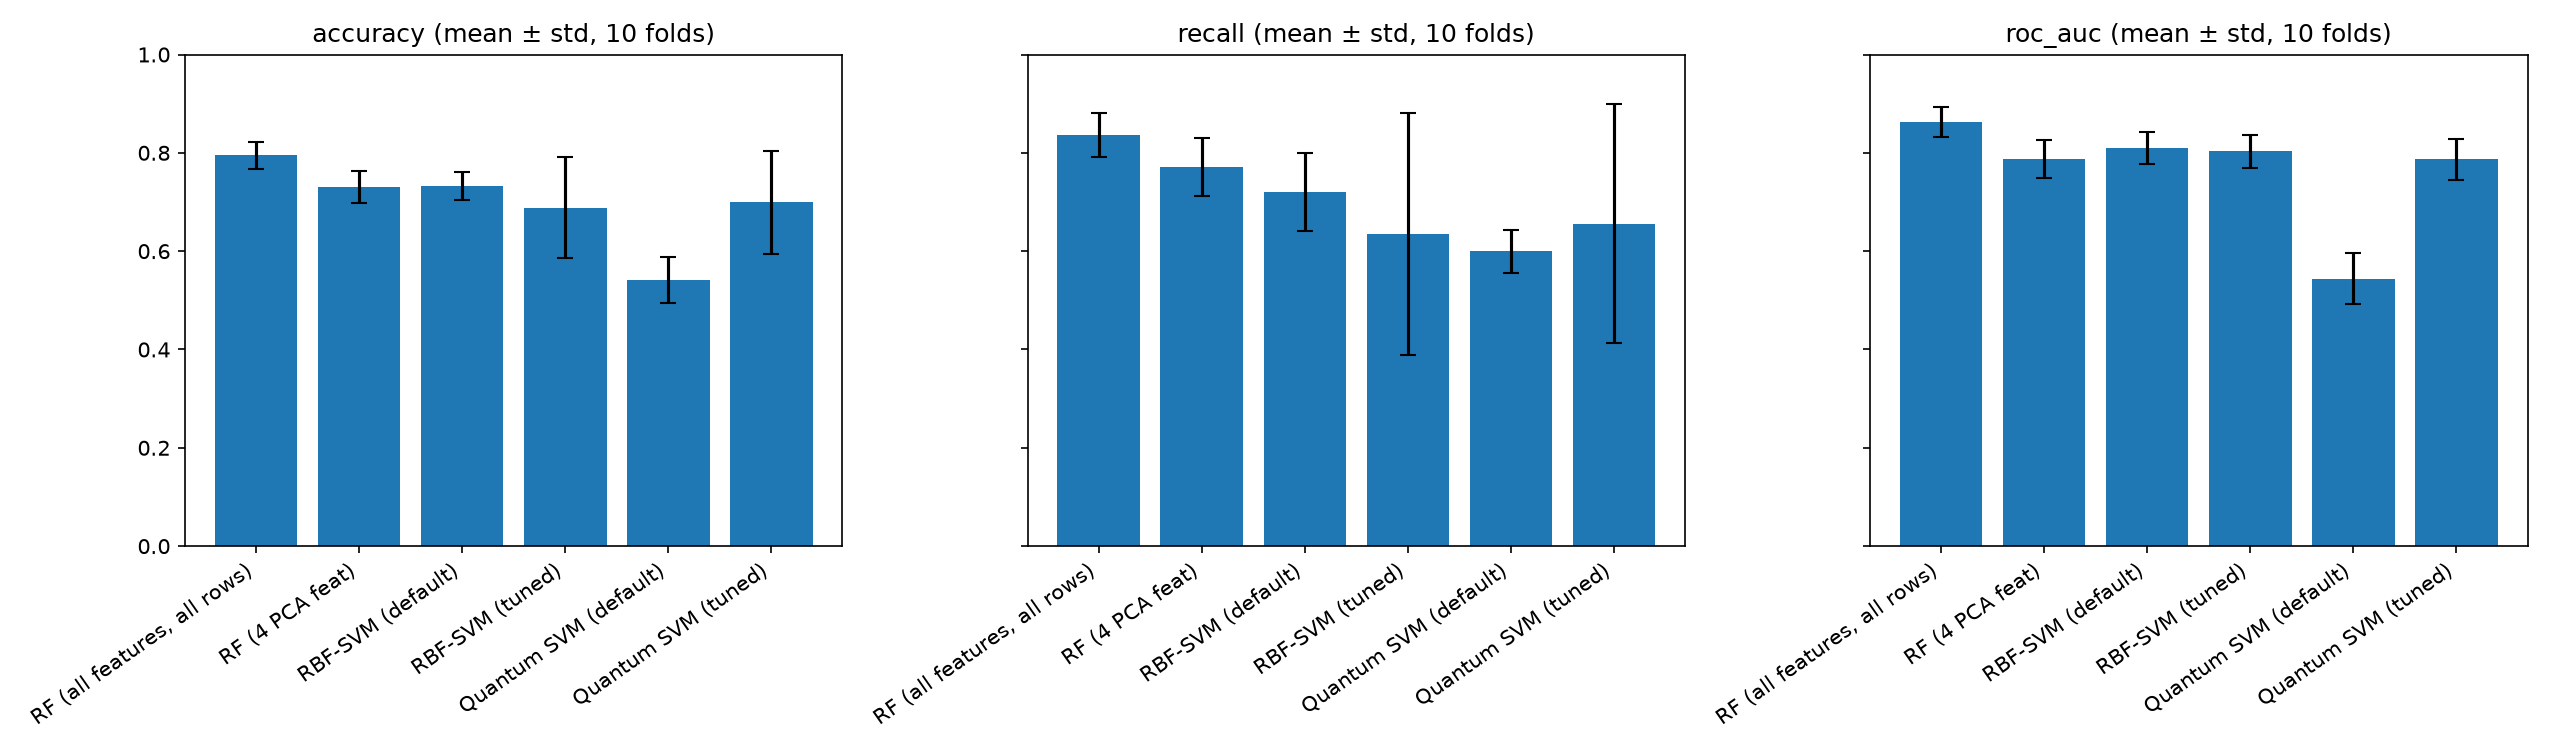 accuracy (mean ± std, 10 folds)
1.0
0.8
0.6
0.4
0.2
0.0
RF (all features, all rows)
RF (4 PCA feat)
RBF-SVM (default)
RBF-SVM (tuned)
Quantum SVM (default)
Quantum SVM (tuned)
recall (mean ± std, 10 folds)
RF (all features, all rows)
RF (4 PCA feat)
RBF-SVM (default)
RBF-SVM (tuned)
Quantum SVM (default)
Quantum SVM (tuned)
roc_auc (mean ± std, 10 folds)
RF (all features, all rows)
RF (4 PCA feat)
RBF-SVM (default)
RBF-SVM (tuned)
Quantum SVM (default)
Quantum SVM (tuned)